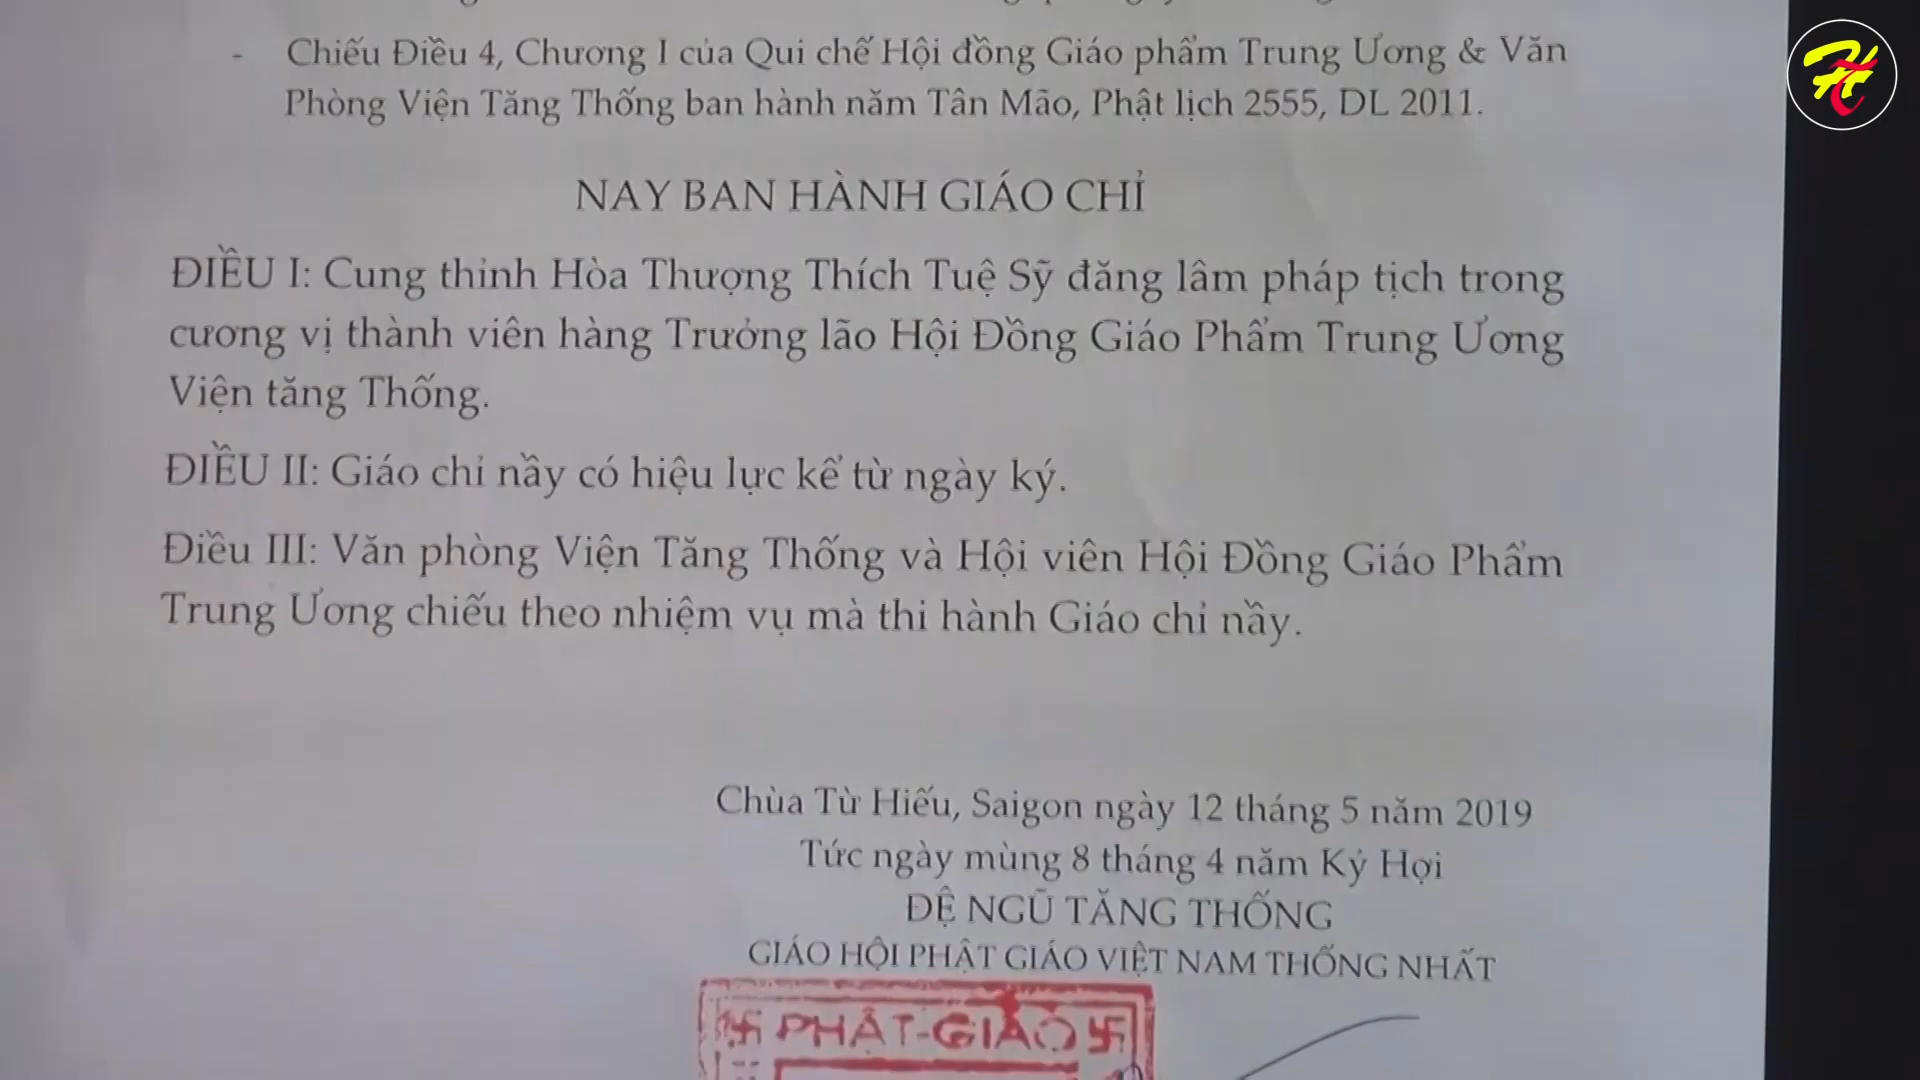 - Chiếu Điều 4, Chương I của Qui chế Hội đồng Giáo phẩm Trung Ương & Văn
Phòng Viện Tăng Thống ban hành năm Tân Mão, Phật lịch 2555, DL 2011.
NAY BAN HÀNH GIÁO CHỈ
ĐIỀU I: Cung thỉnh Hòa Thượng Thích Tuệ Sỹ đăng lâm pháp tịch trong
cương vị thành viên hàng Trưởng lão Hội Đồng Giáo Phẩm Trung Ương
Viện tăng Thống.
ĐIỀU II: Giáo chỉ nầy có hiệu lực kể từ ngày ký.
Điều III: Văn phòng Viện Tăng Thống và Hội viên Hội Đồng Giáo Phẩm
Trung Ương chiếu theo nhiệm vụ mà thi hành Giáo chỉ nầy.
Chùa Từ Hiếu, Saigon ngày 12 tháng 5 năm 2019
Tức ngày mùng 8 tháng 4 năm Kỷ Hợi
ĐỆ NGŨ TĂNG THỐNG
GIÁO HỘI PHẬT GIÁO VIỆT NAM THỐNG NHẤT
卐 PHẬT-GIÁO 卐